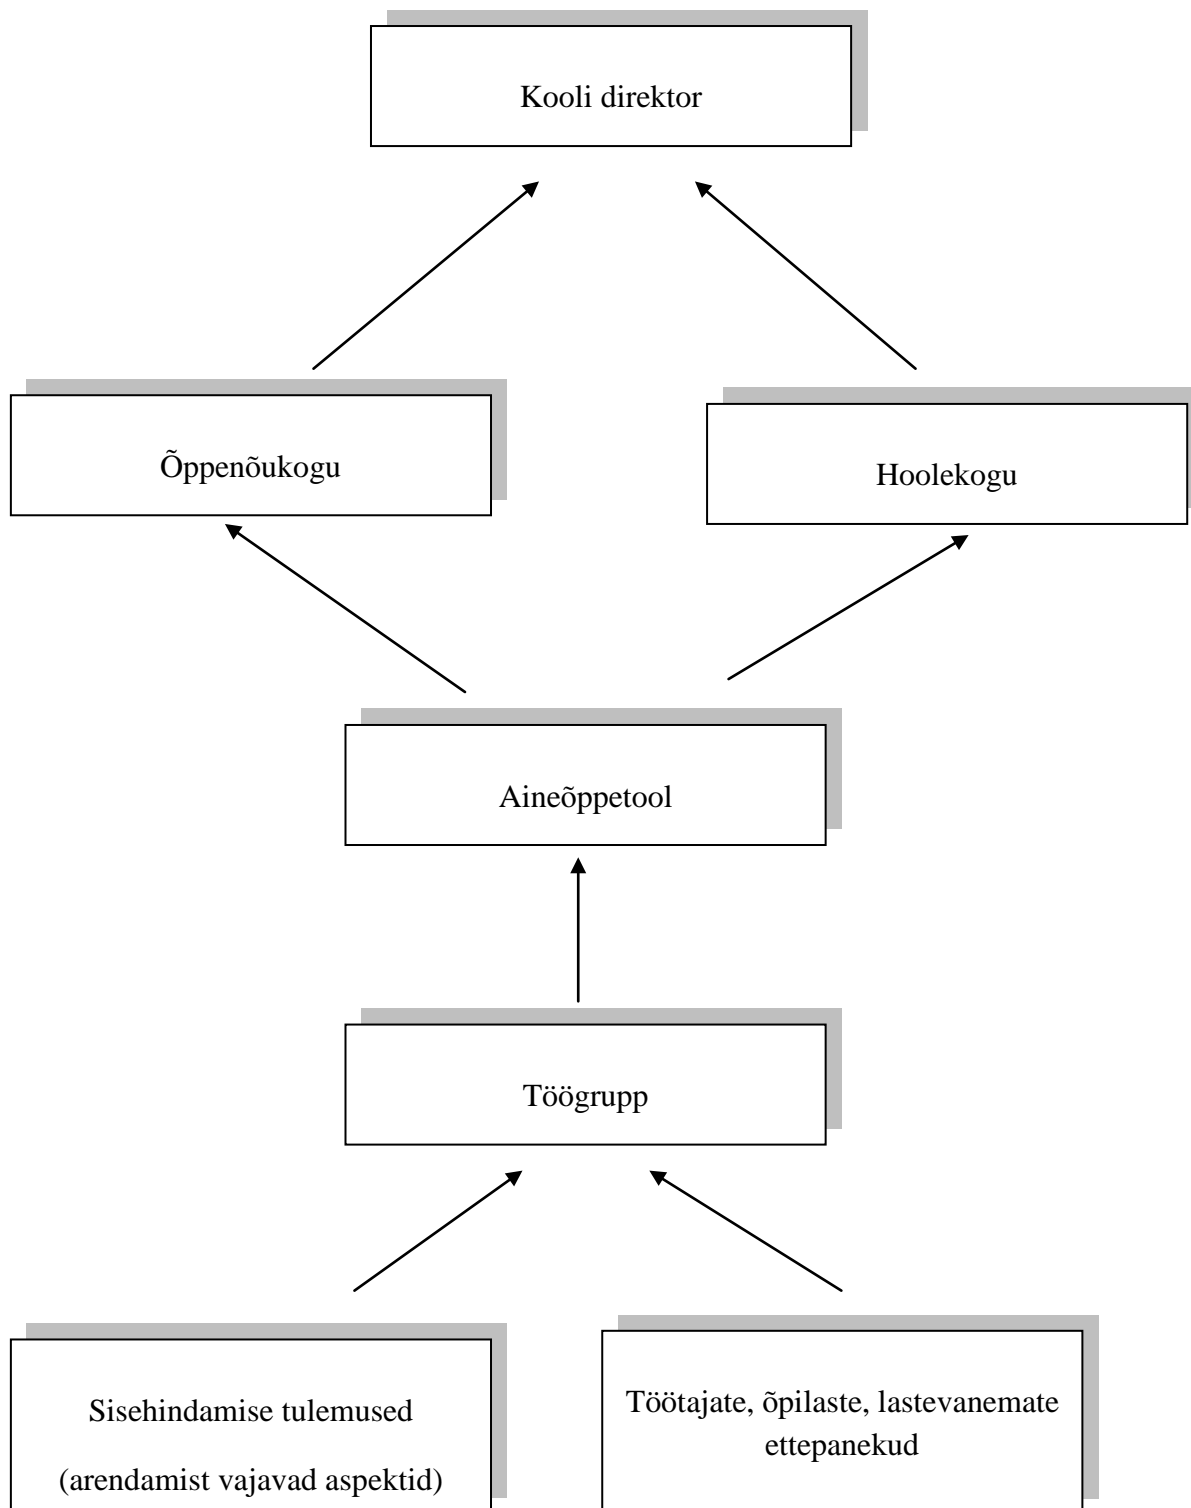 Kooli direktor
Õppenõukogu
Hoolekogu
Aineõppetool
Töögrupp
Sisehindamise tulemused
(arendamist vajavad aspektid)
Töötajate, õpilaste, lastevanemate
ettepanekud